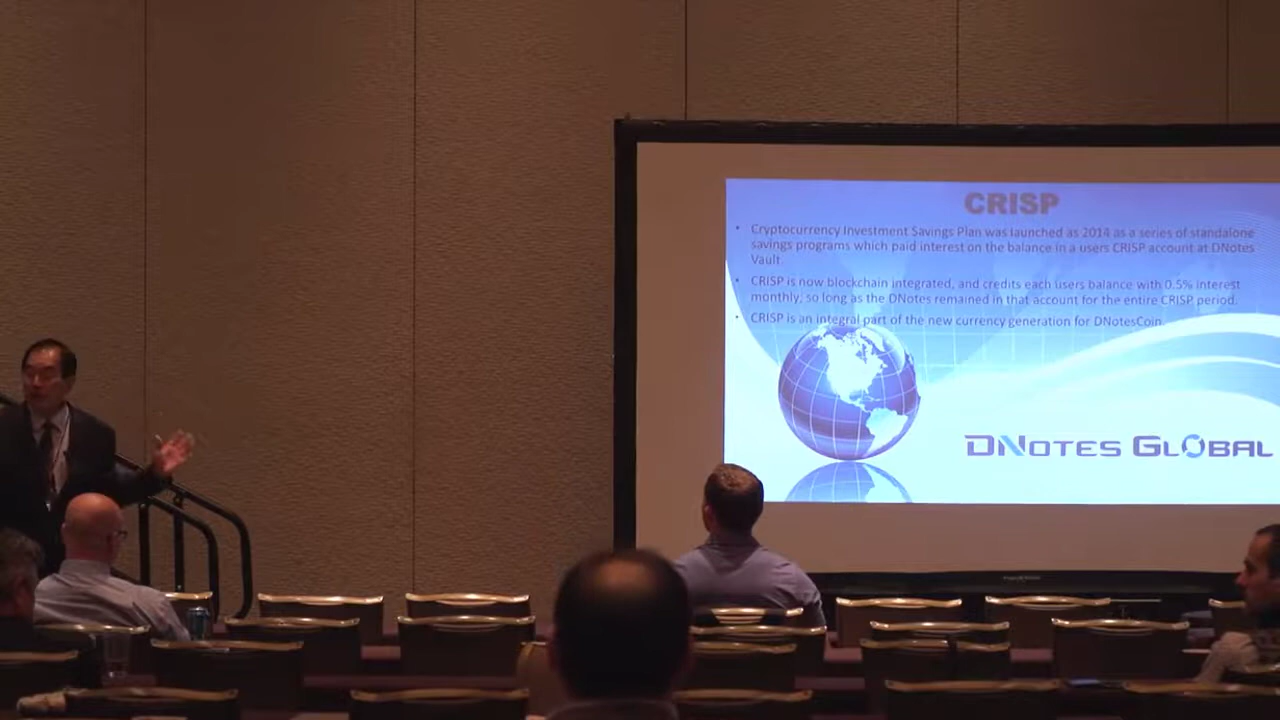 CRISP
• Cryptocurrency Investment Savings Plan was launched as 2014 as a series of standalone
savings programs which paid interest on the balance in a users CRISP account at DNotes
Vault.
• CRISP is now blockchain integrated, and credits each users balance with 0.5% interest
monthly, so long as the DNotes remained in that account for the entire CRISP period.
• CRISP is an integral part of the new currency generation for DNotesCoin.
DNOTES GLOBAL